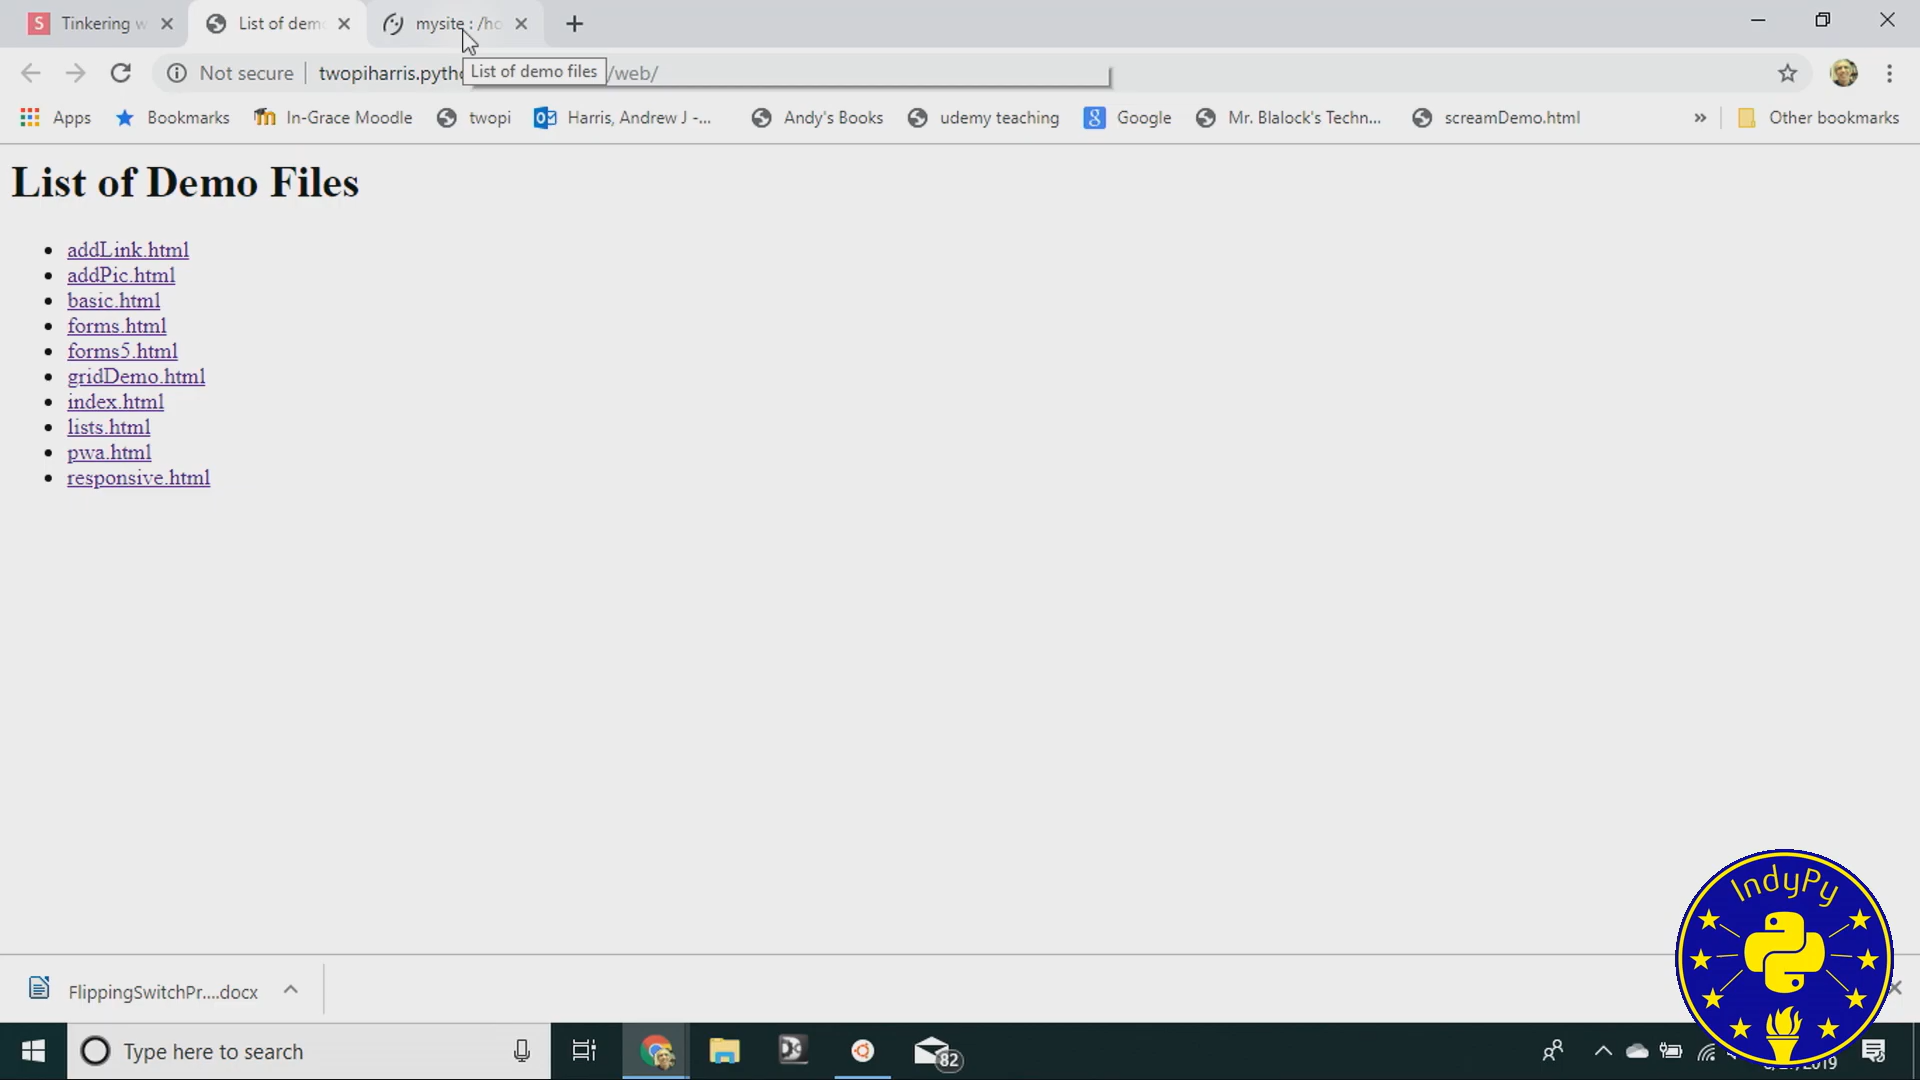 Tinkering w
List of dem
mysite : /ho
Not secure
twopiharris.pytho
/web/
List of demo files
Apps
Bookmarks
In-Grace Moodle
twopi
Harris, Andrew J -...
Andy's Books
udemy teaching
Google
Mr. Blalock's Techn...
screamDemo.html
»
Other bookmarks
List of Demo Files
addLink.html
addPic.html
basic.html
forms.html
forms5.html
gridDemo.html
index.html
lists.html
pwa.html
responsive.html
IndyPy
FlippingSwitchPr....docx
Type here to search
82